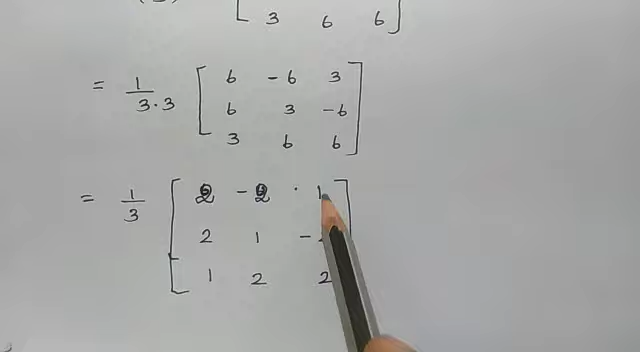 3 6 6
= 1/3·3 [ 6 -6 3
6 3 -6
3 6 6 ]
= 1/3 [ 2 -2 1
2 1 -
1 2 2 ]